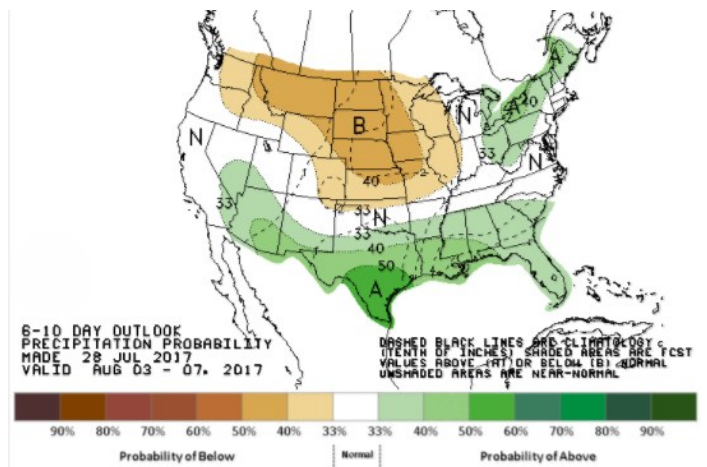 A
A
40
N
B
N
33
N
40
2
1
33
33
N
33
40
50
A
6-10 DAY OUTLOOK
PRECIPITATION PROBABILITY
MADE 28 JUL 2017
VALID AUG 03 - 07, 2017
DASHED BLACK LINES ARE CLIMATOLOGY
(TENTH OF INCHES) SHADED AREAS ARE FCST
VALUES ABOVE (A) OR BELOW (B) NORMAL
UNSHADED AREAS ARE NEAR-NORMAL
90% 80% 70% 60% 50% 40% 33% 33% 40% 50% 60% 70% 80% 90%
Probability of Below Normal Probability of Above